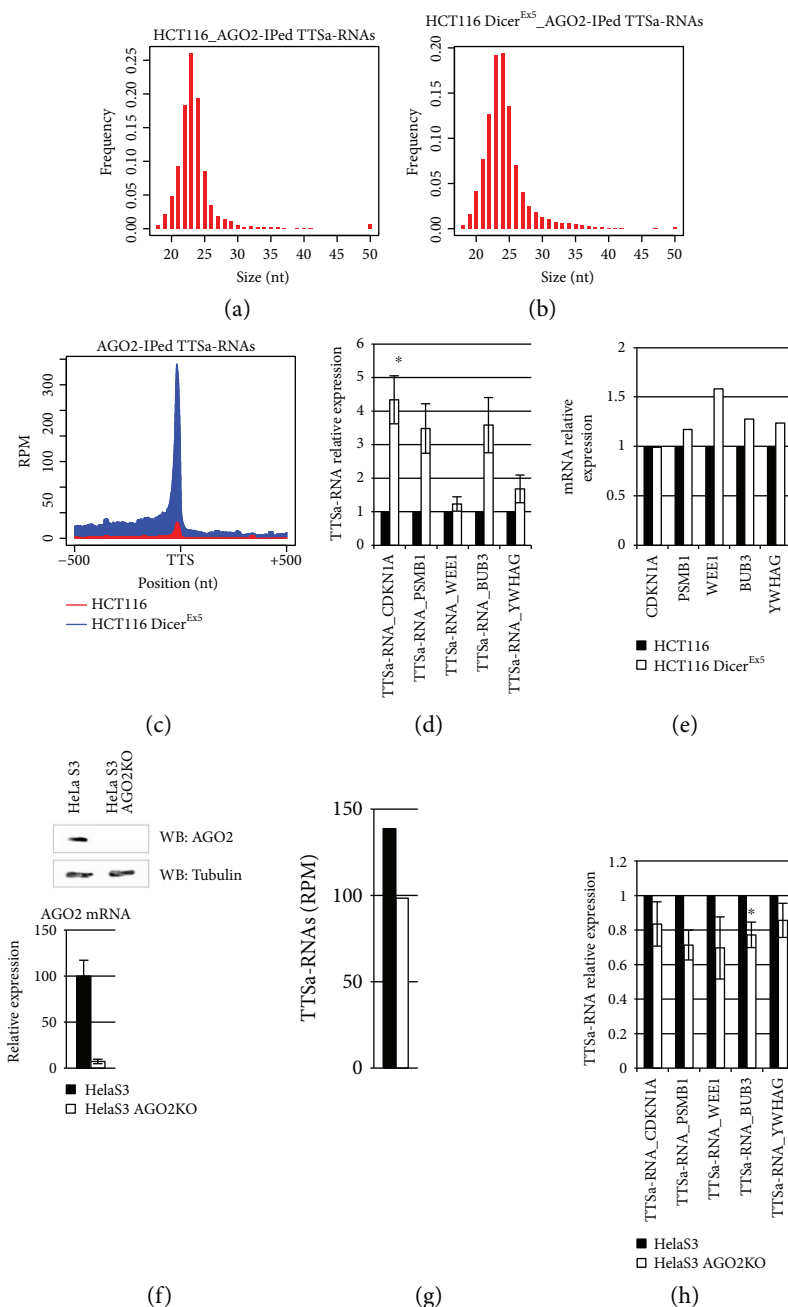 HCT116_AGO2-IPed TTSa-RNAs
Frequency
0.00
0.05
0.10
0.15
0.20
0.25
20 25 30 35 40 45 50
Size (nt)
(a)
HCT116 Dicer^Ex5_AGO2-IPed TTSa-RNAs
Frequency
0.00
0.05
0.10
0.15
0.20
20 25 30 35 40 45 50
Size (nt)
(b)
AGO2-IPed TTSa-RNAs
RPM
300
200
100
50
0
−500 TTS +500
Position (nt)
HCT116
HCT116 Dicer^Ex5
(c)
TTSa-RNA relative expression
6
5
4
3
2
1
0
*
TTSa-RNA_CDKN1A
TTSa-RNA_PSMB1
TTSa-RNA_WEE1
TTSa-RNA_BUB3
TTSa-RNA_YWHAG
(d)
mRNA relative
expression
2
1.5
1
0.5
0
CDKN1A
PSMB1
WEE1
BUB3
YWHAG
HCT116
HCT116 Dicer^Ex5
(e)
HeLa S3
HeLa S3
AGO2KO
WB: AGO2
WB: Tubulin
AGO2 mRNA
Relative expression
150
100
50
0
HelaS3
HelaS3 AGO2KO
(f)
TTSa-RNAs (RPM)
150
100
50
0
(g)
TTSa-RNA relative expression
1.2
1
0.8
0.6
0.4
0.2
0
*
TTSa-RNA_CDKN1A
TTSa-RNA_PSMB1
TTSa-RNA_WEE1
TTSa-RNA_BUB3
TTSa-RNA_YWHAG
HelaS3
HelaS3 AGO2KO
(h)